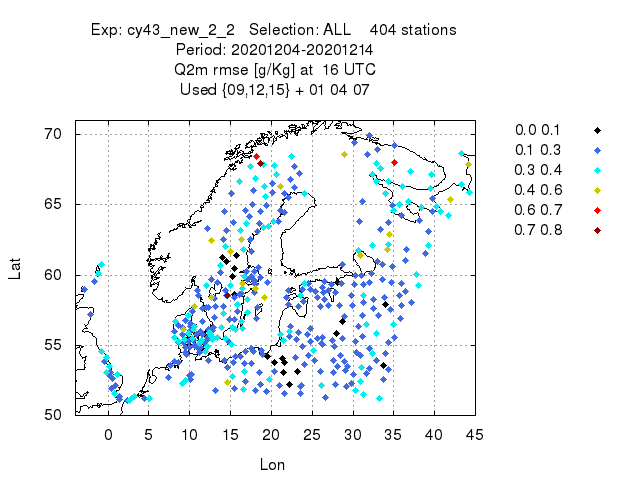 Exp: cy43_new_2_2 Selection: ALL 404 stations
Period: 20201204-20201214
Q2m rmse [g/Kg] at 16 UTC
Used {09,12,15} + 01 04 07
0.0 0.1
0.1 0.3
0.3 0.4
0.4 0.6
0.6 0.7
0.7 0.8
70
65
60
55
50
Lat
0 5 10 15 20 25 30 35 40 45
Lon